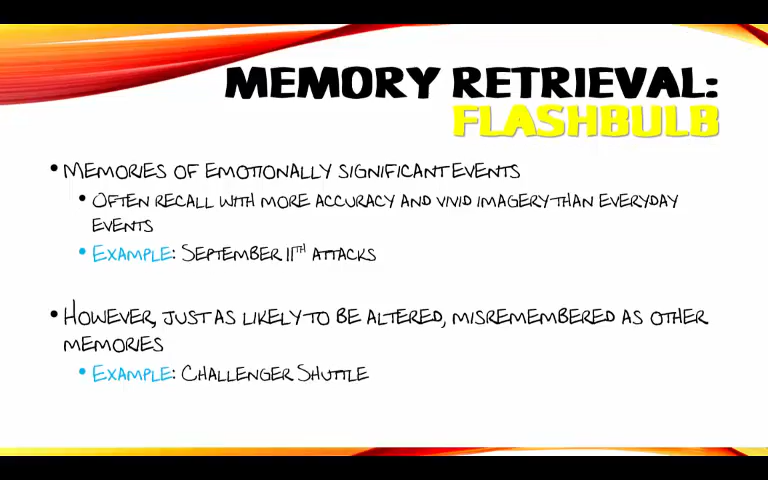 MEMORY RETRIEVAL:
FLASHBULB
• MEMORIES OF EMOTIONALLY SIGNIFICANT EVENTS
• OFTEN RECALL WITH MORE ACCURACY AND VIVID IMAGERY THAN EVERYDAY
EVENTS
• EXAMPLE: SEPTEMBER 11TH ATTACKS
• HOWEVER, JUST AS LIKELY TO BE ALTERED, MISREMEMBERED AS OTHER
MEMORIES
• EXAMPLE: CHALLENGER SHUTTLE